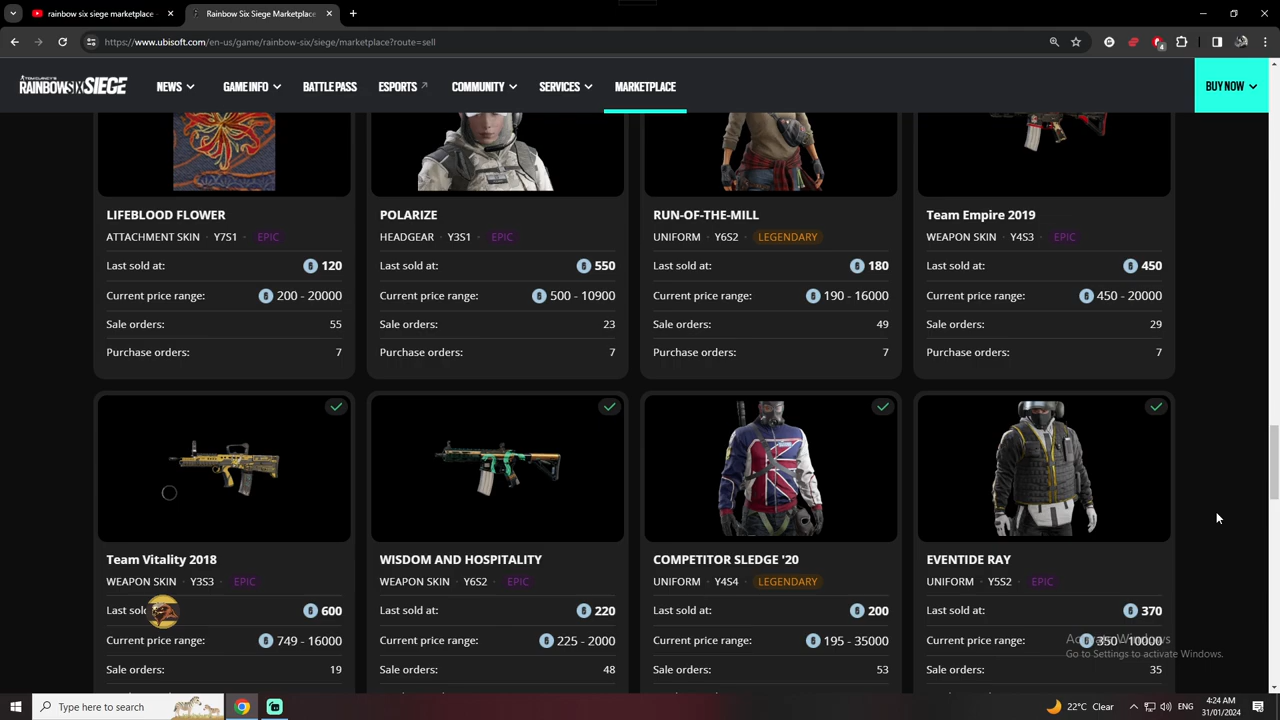 rainbow six siege marketplace
Rainbow Six Siege Marketplace
https://www.ubisoft.com/en-us/game/rainbow-six/siege/marketplace?route=sell
4
TOM CLANCY'S
RAINBOWSIXSIEGE
NEWS
GAME INFO
BATTLE PASS
ESPORTS
COMMUNITY
SERVICES
MARKETPLACE
BUY NOW
LIFEBLOOD FLOWER
ATTACHMENT SKIN · Y7S1 · EPIC
Last sold at: 120
Current price range: 200 - 20000
Sale orders: 55
Purchase orders: 7
POLARIZE
HEADGEAR · Y3S1 · EPIC
Last sold at: 550
Current price range: 500 - 10900
Sale orders: 23
Purchase orders: 7
RUN-OF-THE-MILL
UNIFORM · Y6S2 · LEGENDARY
Last sold at: 180
Current price range: 190 - 16000
Sale orders: 49
Purchase orders: 7
Team Empire 2019
WEAPON SKIN · Y4S3 · EPIC
Last sold at: 450
Current price range: 450 - 20000
Sale orders: 29
Purchase orders: 7
Team Vitality 2018
WEAPON SKIN · Y3S3 · EPIC
Last sold 600
Current price range: 749 - 16000
Sale orders: 19
WISDOM AND HOSPITALITY
WEAPON SKIN · Y6S2 · EPIC
Last sold at: 220
Current price range: 225 - 2000
Sale orders: 48
COMPETITOR SLEDGE '20
UNIFORM · Y4S4 · LEGENDARY
Last sold at: 200
Current price range: 195 - 35000
Sale orders: 53
EVENTIDE RAY
UNIFORM · Y5S2 · EPIC
Last sold at: 370
Current price range: 350 - 10000
Sale orders: 35
Activate Windows
Go to Settings to activate Windows.
Type here to search
22°C Clear
ENG
4:24 AM
31/01/2024